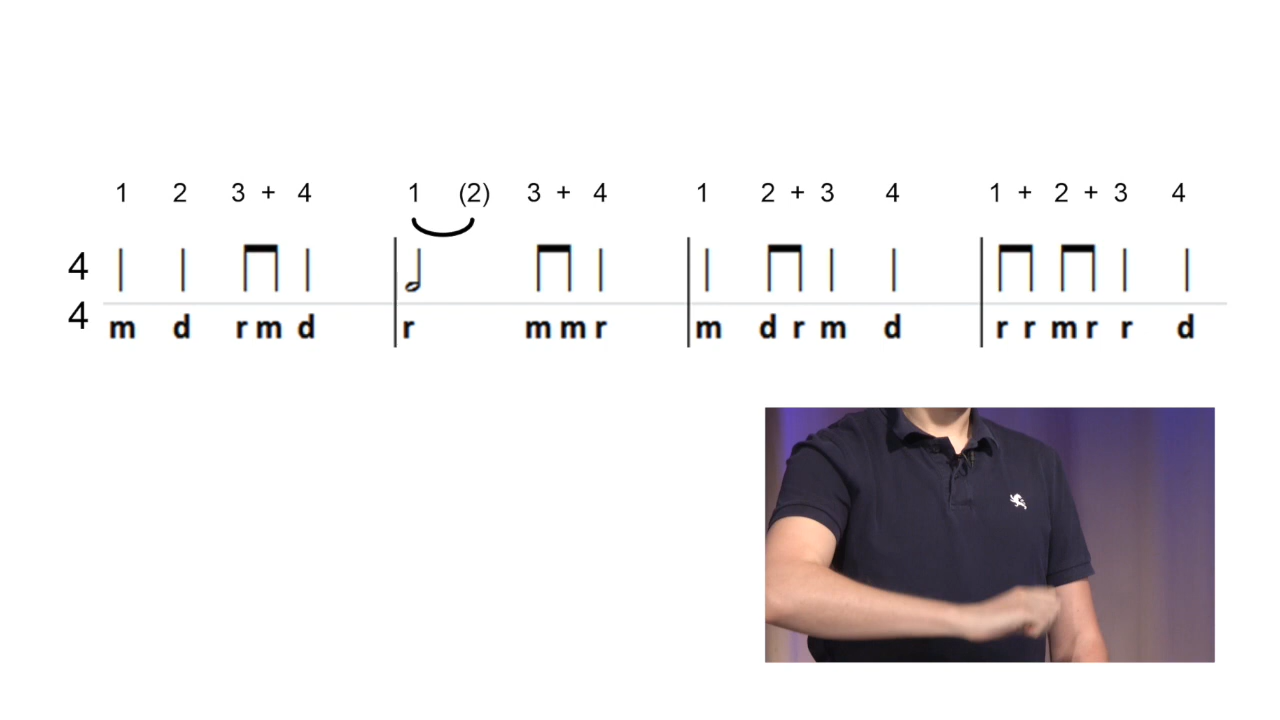 1 2 3 + 4 1 (2) 3 + 4 1 2 + 3 4 1 + 2 + 3 4
4
4 m d r m d r m m r m d r m d r r m r r d